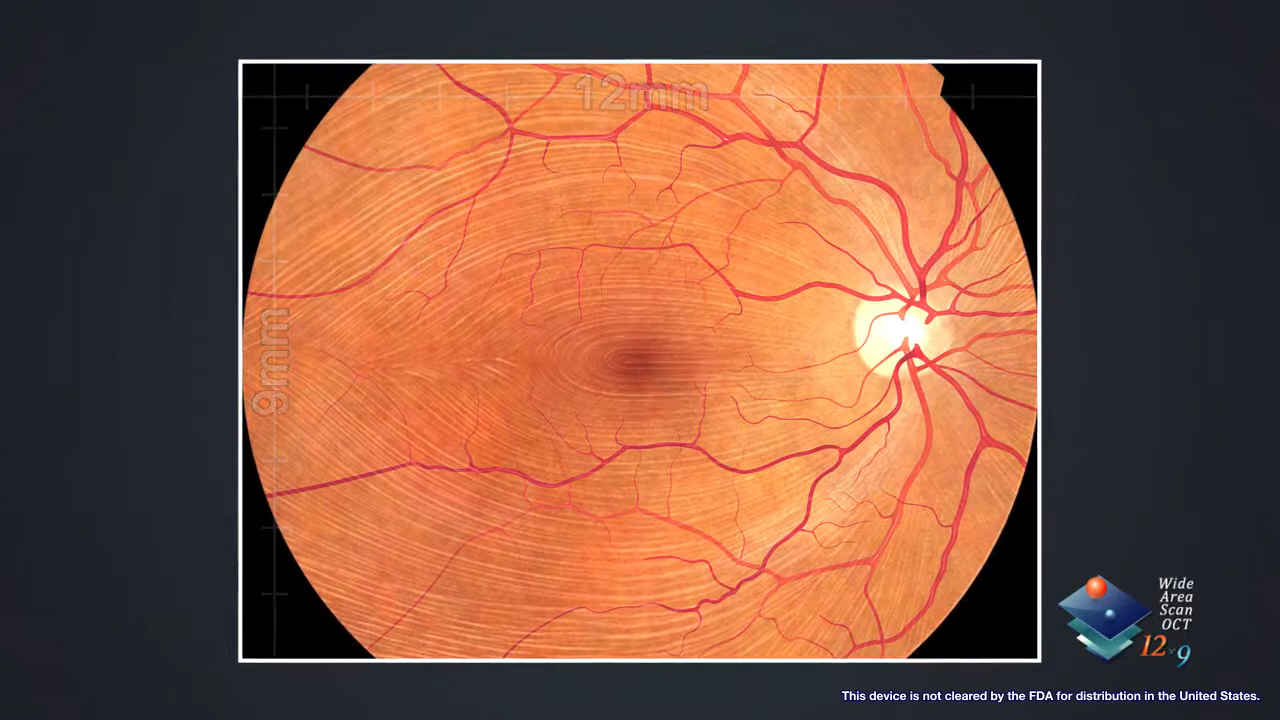 12mm
9mm
Wide
Area
Scan
OCT
12×9
This device is not cleared by the FDA for distribution in the United States.